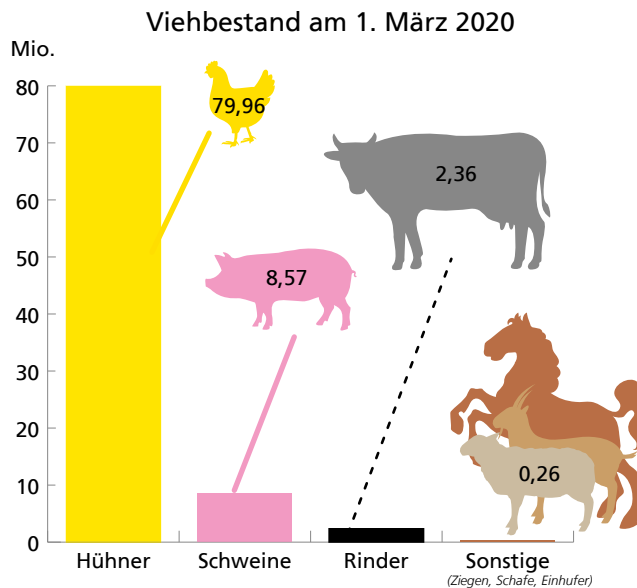 Viehbestand am 1. März 2020
Mio.
80
70
60
50
40
30
20
10
0
79,96
2,36
8,57
0,26
Hühner
Schweine
Rinder
Sonstige
(Ziegen, Schafe, Einhufer)